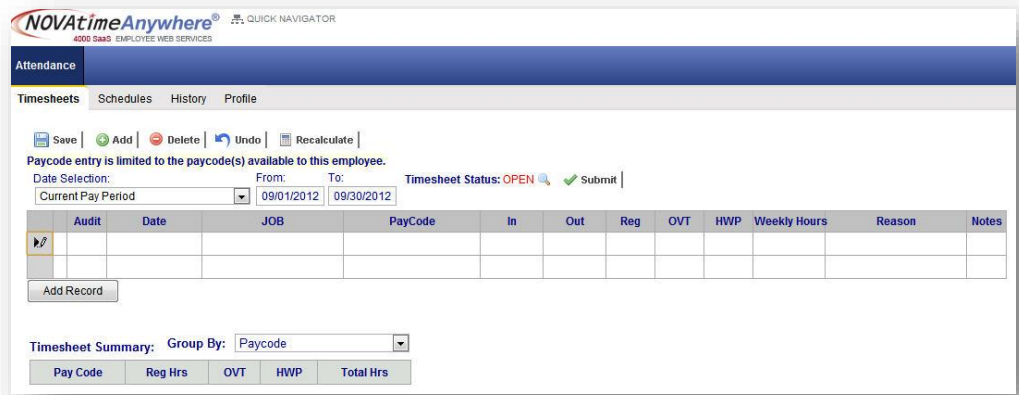 NOVAtimeAnywhere® QUICK NAVIGATOR
4000 SaaS EMPLOYEE WEB SERVICES
Attendance
Timesheets Schedules History Profile
Save Add Delete Undo Recalculate
Paycode entry is limited to the paycode(s) available to this employee.
Date Selection: From: To: Timesheet Status: OPEN Submit
Current Pay Period 09/01/2012 09/30/2012
Audit Date JOB PayCode In Out Reg OVT HWP Weekly Hours Reason Notes
Add Record
Timesheet Summary: Group By: Paycode
Pay Code Reg Hrs OVT HWP Total Hrs